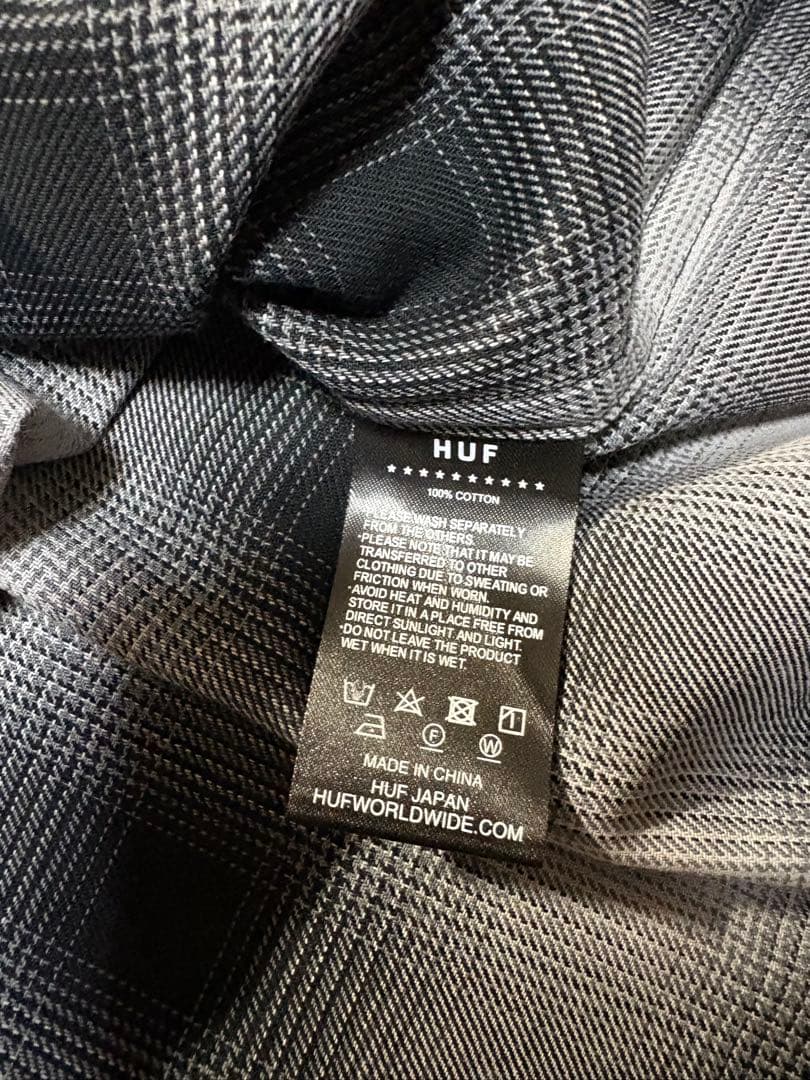 HUF
★★★★★★★★★★
100% COTTON
PLEASE WASH SEPARATELY
FROM THE OTHERS.
*PLEASE NOTE THAT IT MAY BE
TRANSFERRED TO OTHER
CLOTHING DUE TO SWEATING OR
FRICTION WHEN WORN.
*AVOID HEAT AND HUMIDITY AND
STORE IT IN A PLACE FREE FROM
DIRECT SUNLIGHT AND LIGHT.
*DO NOT LEAVE THE PRODUCT
WET WHEN IT IS WET.
F
W
MADE IN CHINA
HUF JAPAN
HUFWORLDWIDE.COM